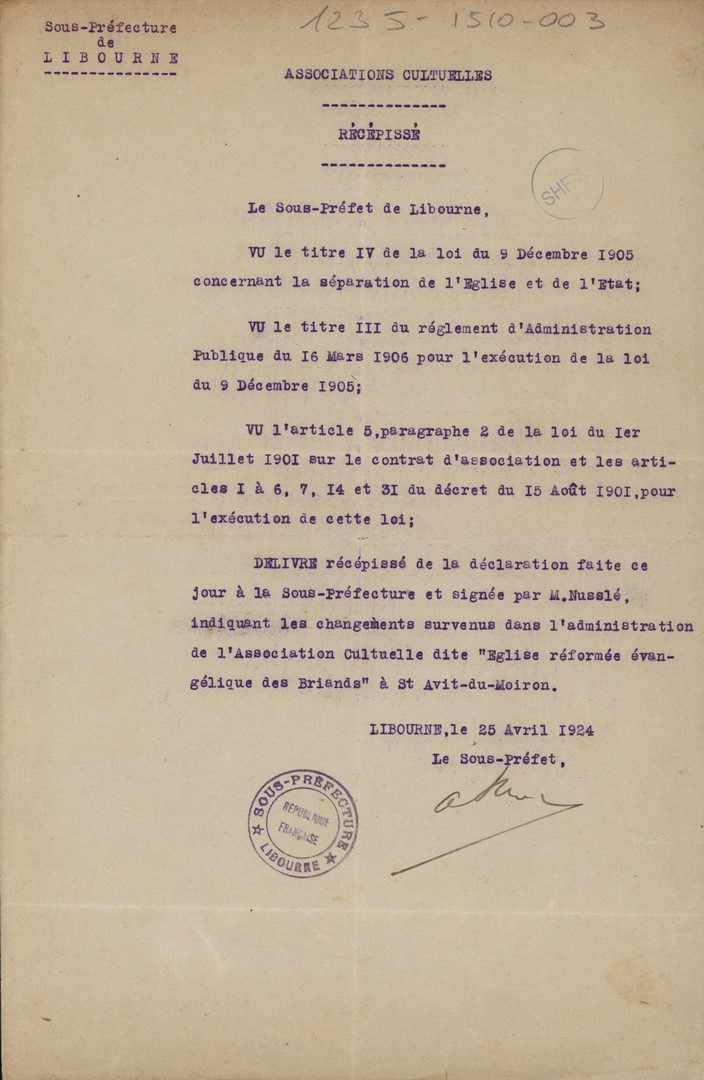 1235-1510-003
Sous-Préfecture
de
LIBOURNE
ASSOCIATIONS CULTUELLES
RÉCÉPISSÉ
SHF
Le Sous-Préfet de Libourne,
VU le titre IV de la loi du 9 Décembre I905
concernant la séparation de l'Eglise et de l'Etat;
VU le titre III du réglement d'Administration
Publique du I6 Mars I906 pour l'exécution de la loi
du 9 Décembre I905;
VU l'article 5,paragraphe 2 de la loi du Ier
Juillet I90I sur le contrat d'association et les arti-
cles I à 6, 7, I4 et 3I du décret du I5 Août I90I,pour
l'exécution de cette loi;
DELIVRE récépissé de la déclaration faite ce
jour à la Sous-Préfecture et signée par M.Nusslé,
indiquant les changements survenus dans l'administration
de l'Association Cultuelle dite "Eglise réformée évan-
gélique des Briands" à St Avit-du-Moiron.
LIBOURNE,le 25 Avril I924
Le Sous-Préfet,
SOUS-PRÉFECTURE
RÉPUBLIQUE
FRANÇAISE
LIBOURNE